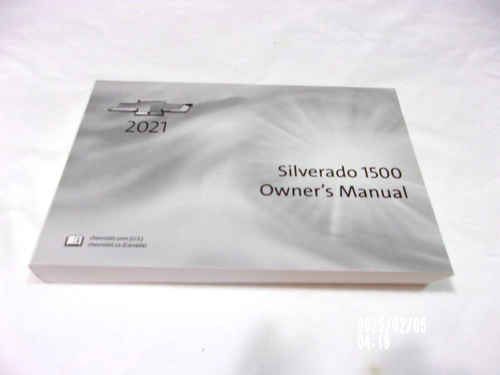 2021
Silverado 1500
Owner's Manual
chevrolet.com (U.S.)
chevrolet.ca (Canada)
2025/02/05
04:19